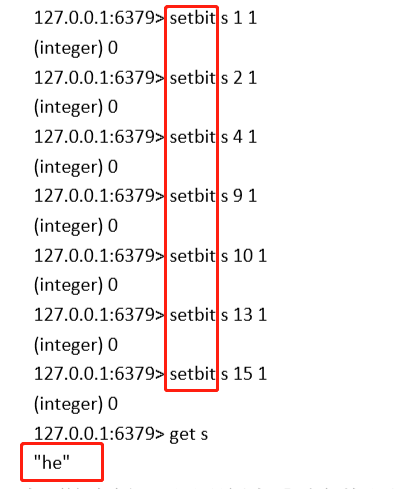 127.0.0.1:6379> setbit s 1 1
(integer) 0
127.0.0.1:6379> setbit s 2 1
(integer) 0
127.0.0.1:6379> setbit s 4 1
(integer) 0
127.0.0.1:6379> setbit s 9 1
(integer) 0
127.0.0.1:6379> setbit s 10 1
(integer) 0
127.0.0.1:6379> setbit s 13 1
(integer) 0
127.0.0.1:6379> setbit s 15 1
(integer) 0
127.0.0.1:6379> get s
"he"